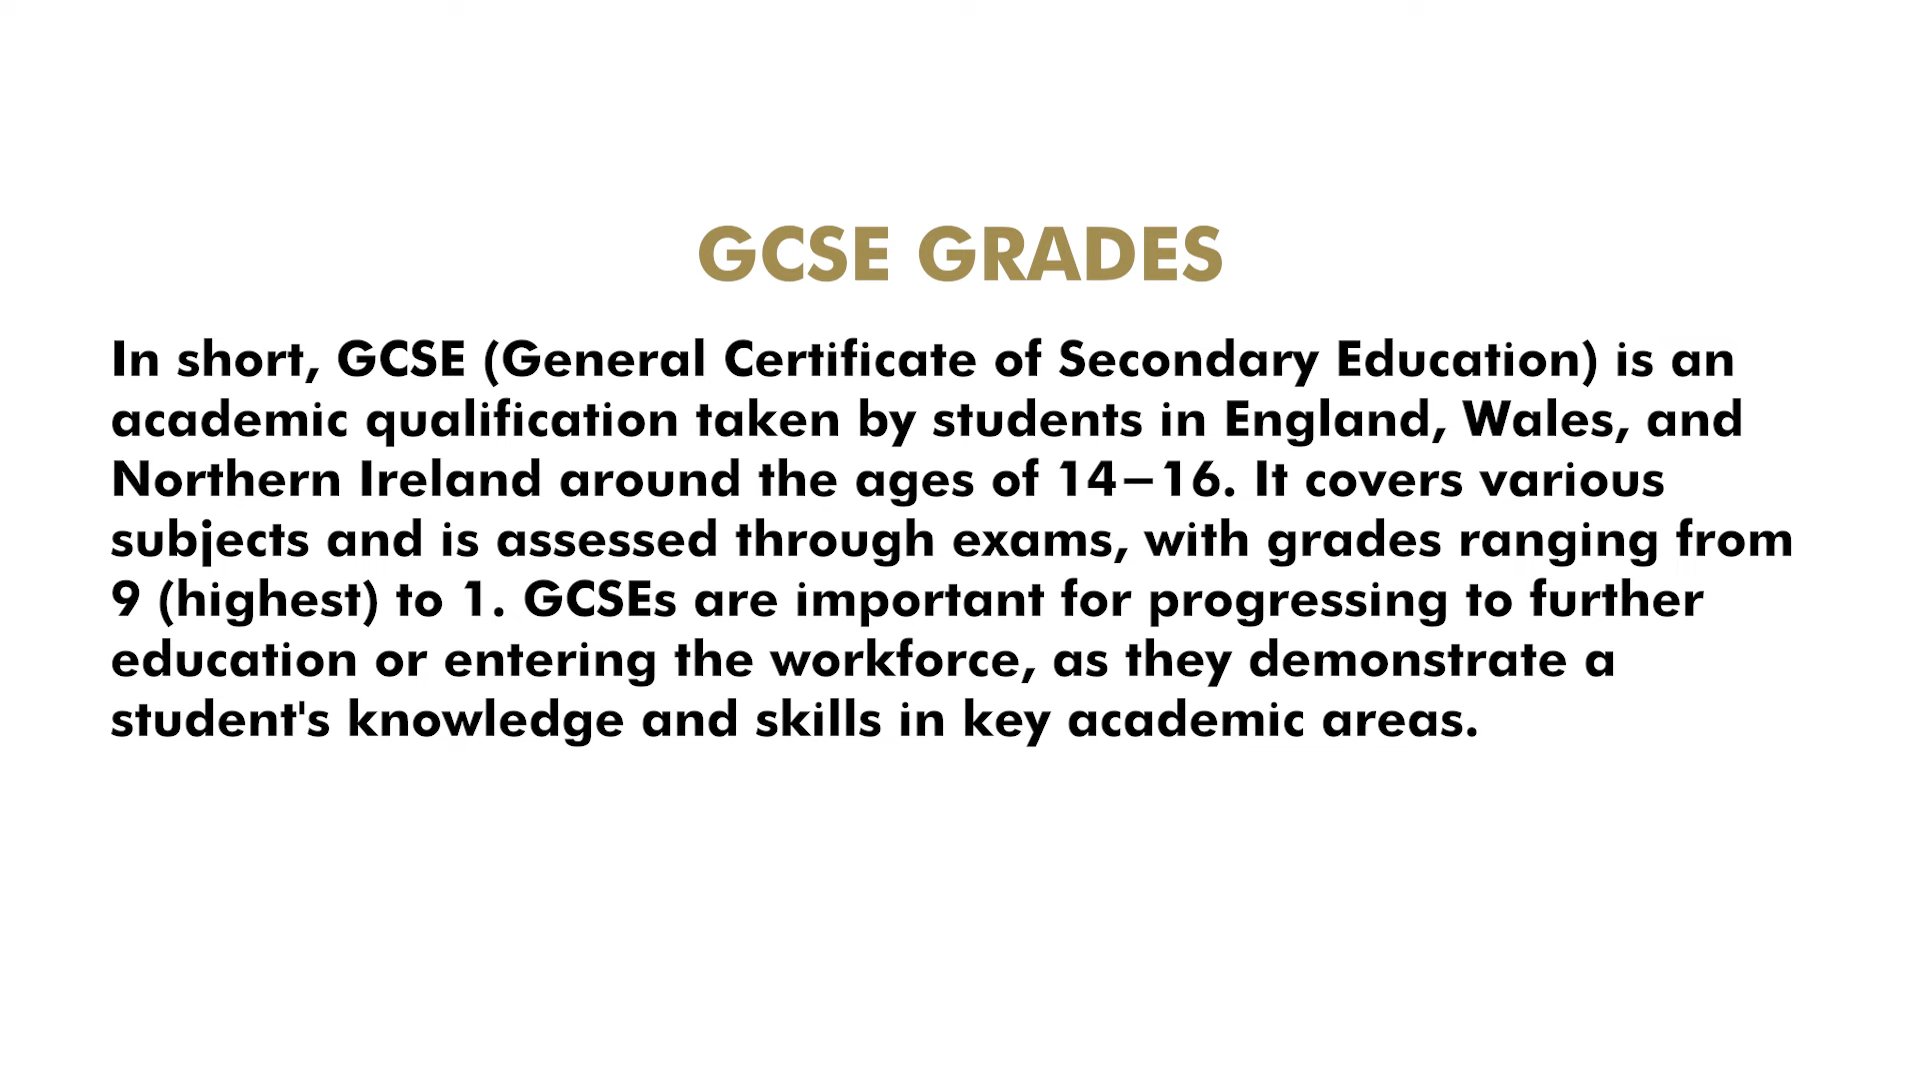 GCSE GRADES
In short, GCSE (General Certificate of Secondary Education) is an
academic qualification taken by students in England, Wales, and
Northern Ireland around the ages of 14–16. It covers various
subjects and is assessed through exams, with grades ranging from
9 (highest) to 1. GCSEs are important for progressing to further
education or entering the workforce, as they demonstrate a
student's knowledge and skills in key academic areas.